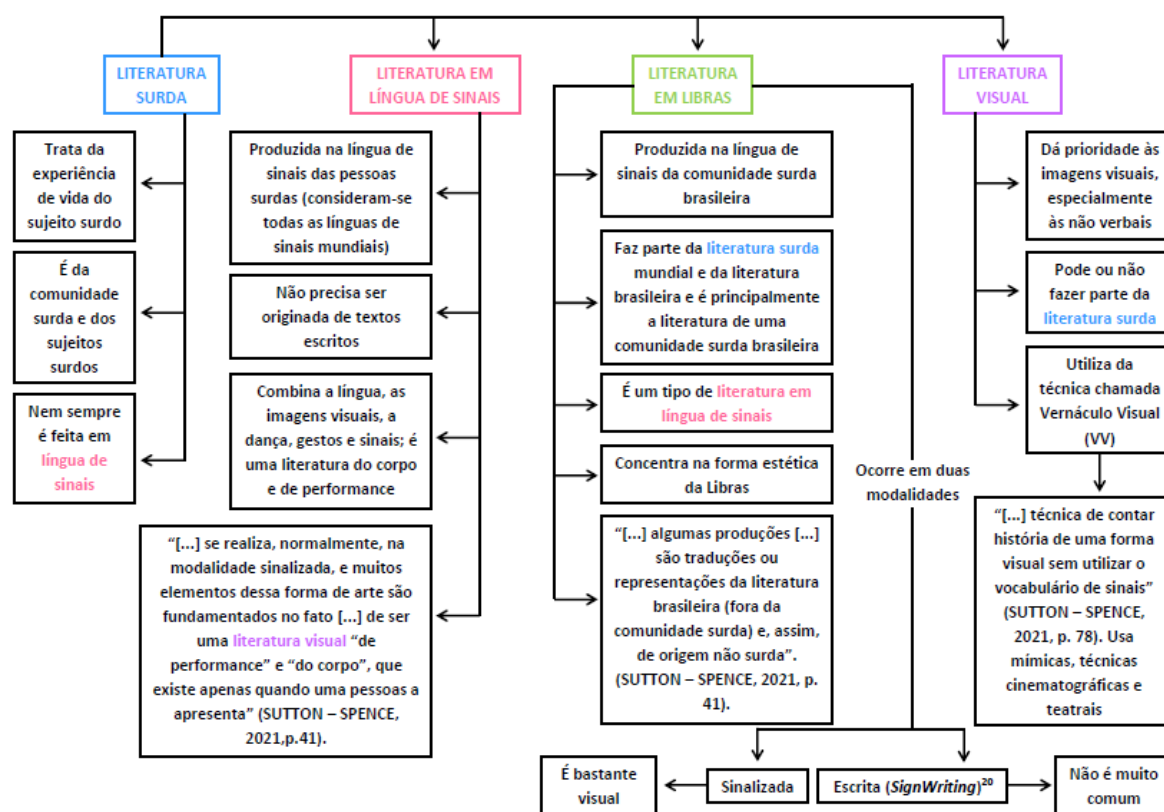 LITERATURA
SURDA
Trata da
experiência
de vida do
sujeito surdo
É da
comunidade
surda e dos
sujeitos
surdos
Nem sempre
é feita em
língua de
sinais
LITERATURA EM
LÍNGUA DE SINAIS
Produzida na língua de
sinais das pessoas
surdas (consideram-se
todas as línguas de
sinais mundiais)
Não precisa ser
originada de textos
escritos
Combina a língua, as
imagens visuais, a
dança, gestos e sinais; é
uma literatura do corpo
e de performance
“[...] se realiza, normalmente, na
modalidade sinalizada, e muitos
elementos dessa forma de arte são
fundamentados no fato [...] de ser
uma literatura visual “de
performance” e “do corpo”, que
existe apenas quando uma pessoas a
apresenta” (SUTTON – SPENCE,
2021,p.41).
LITERATURA
EM LIBRAS
Produzida na língua de
sinais da comunidade surda
brasileira
Faz parte da literatura surda
mundial e da literatura
brasileira e é principalmente
a literatura de uma
comunidade surda brasileira
É um tipo de literatura em
língua de sinais
Concentra na forma estética
da Libras
“[...] algumas produções [...]
são traduções ou
representações da literatura
brasileira (fora da
comunidade surda) e, assim,
de origem não surda”.
(SUTTON – SPENCE, 2021, p.
41).
Ocorre em duas
modalidades
Sinalizada
É bastante
visual
Escrita (SignWriting)²⁰
Não é muito
comum
LITERATURA
VISUAL
Dá prioridade às
imagens visuais,
especialmente
às não verbais
Pode ou não
fazer parte da
literatura surda
Utiliza da
técnica chamada
Vernáculo Visual
(VV)
“[...] técnica de contar
história de uma forma
visual sem utilizar o
vocabulário de sinais”
(SUTTON – SPENCE,
2021, p. 78). Usa
mímicas, técnicas
cinematográficas e
teatrais